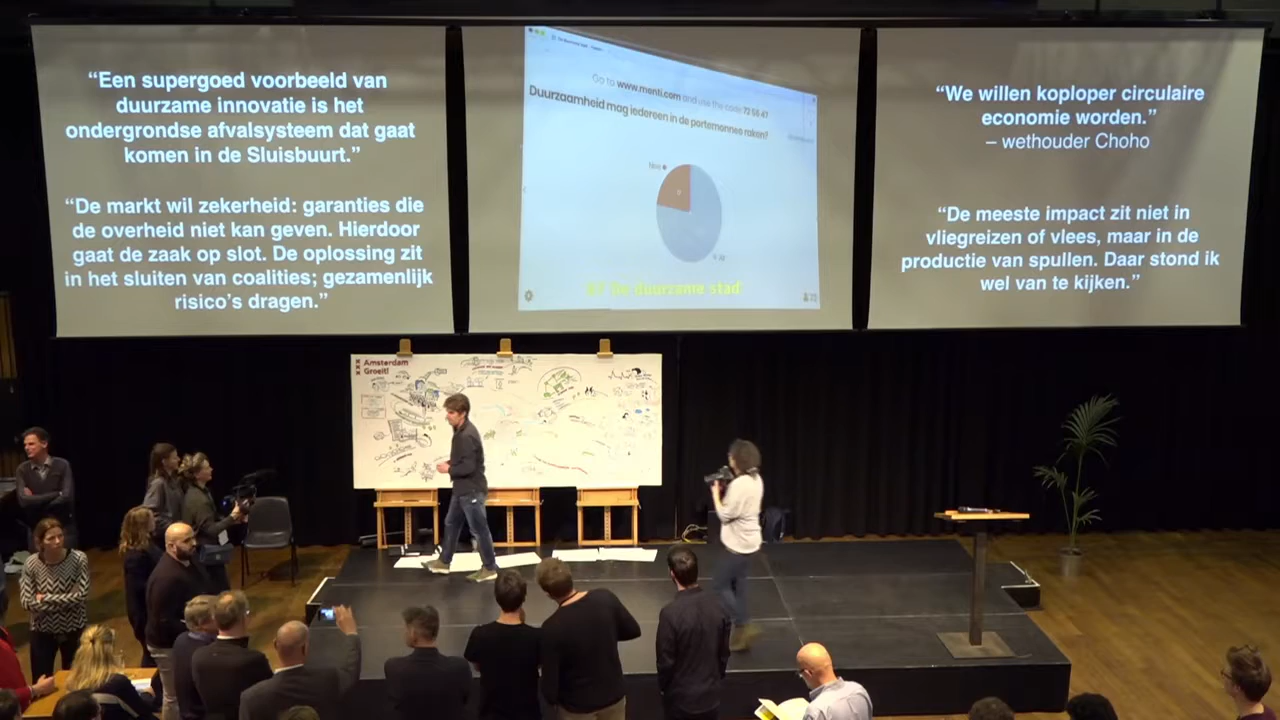 “Een supergoed voorbeeld van
duurzame innovatie is het
ondergrondse afvalsysteem dat gaat
komen in de Sluisbuurt.”
“De markt wil zekerheid: garanties die
de overheid niet kan geven. Hierdoor
gaat de zaak op slot. De oplossing zit
in het sluiten van coalities; gezamenlijk
risico’s dragen.”
Go to www.menti.com and use the code 72 55 47
Duurzaamheid mag iedereen in de portemonnee raken?
Nee
Ja
De duurzame stad
“We willen koploper circulaire
economie worden.”
– wethouder Choho
“De meeste impact zit niet in
vliegreizen of vlees, maar in de
productie van spullen. Daar stond ik
wel van te kijken.”
Amsterdam
Groeit!